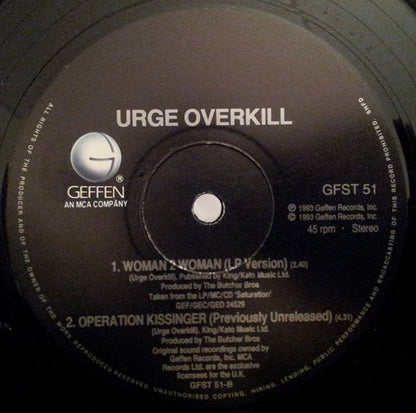 URGE OVERKILL
GEFFEN
®
AN MCA COMPANY
GFST 51
℗ 1993 Geffen Records, Inc.
© 1993 Geffen Records, Inc.
45 rpm · Stereo
1. WOMAN 2 WOMAN (LP Version) (2.40)
(Urge Overkill). Published by King/Kato Music Ltd.
Produced by The Butcher Bros
Taken from the LP/MC/CD 'Saturation'
GEF/GEC/GED 24529
2. OPERATION KISSINGER (Previously Unreleased) (4.31)
(Urge Overkill). King/Kato Music Ltd.
Produced by The Butcher Bros
Original sound recordings owned by
Geffen Records, Inc. MCA
Records Ltd. are the exclusive
licensees for the U.K.
GFST 51-B
ALL RIGHTS OF THE PRODUCER AND OF THE OWNER OF THE WORK REPRODUCED RESERVED UNAUTHORISED COPYING, HIRING, LENDING, PUBLIC PERFORMANCE AND BROADCASTING OF THIS RECORD PROHIBITED